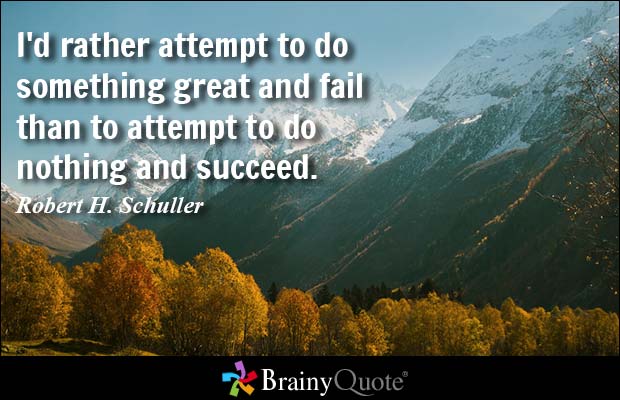 I'd rather attempt to do
something great and fail
than to attempt to do
nothing and succeed.
Robert H. Schuller
BrainyQuote®